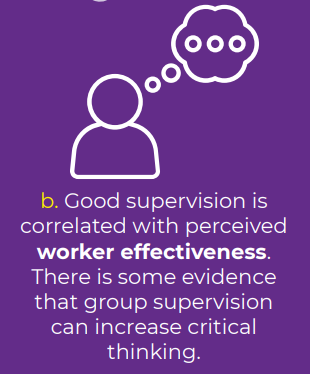 b. Good supervision is
correlated with perceived
worker effectiveness.
There is some evidence
that group supervision
can increase critical
thinking.